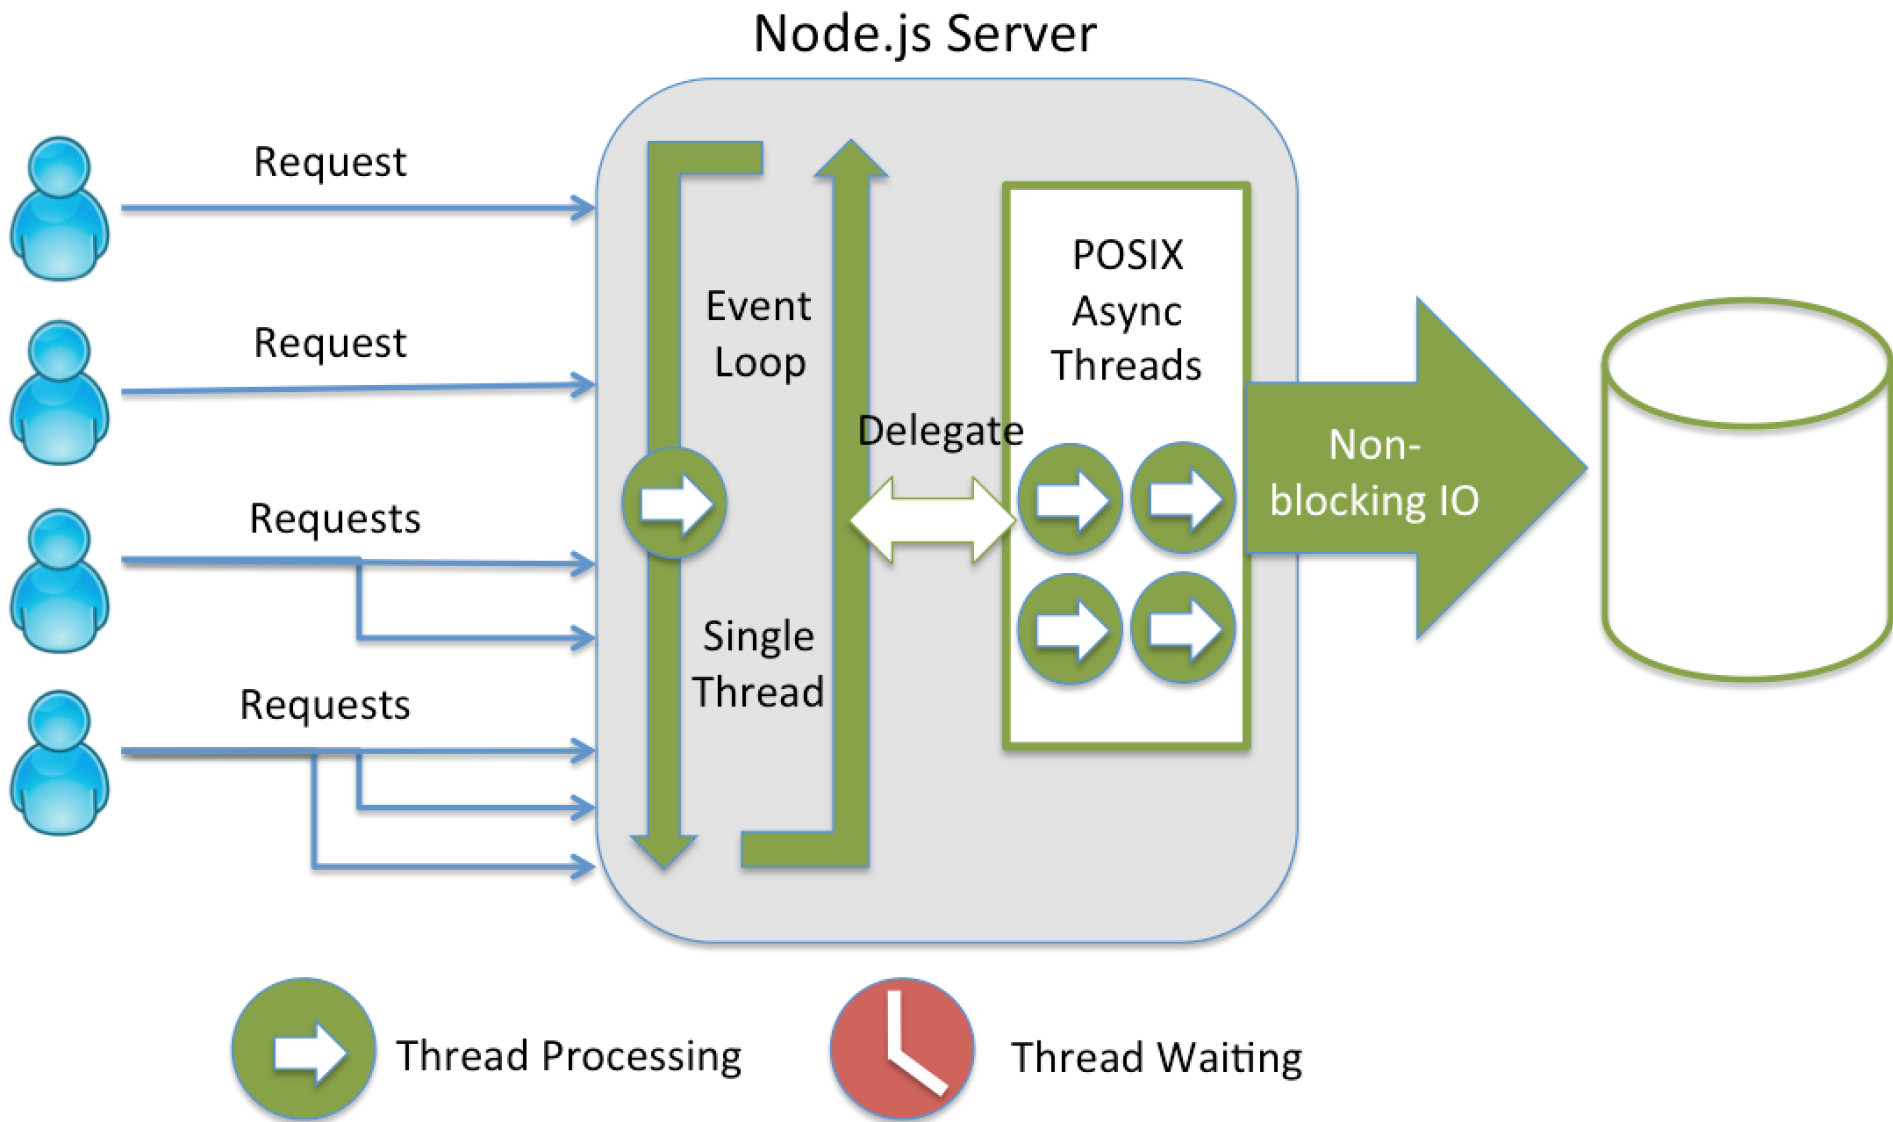 Node.js Server
Request
Request
Requests
Requests
Event
Loop
Single
Thread
Delegate
POSIX
Async
Threads
Non-
blocking IO
Thread Processing
Thread Waiting